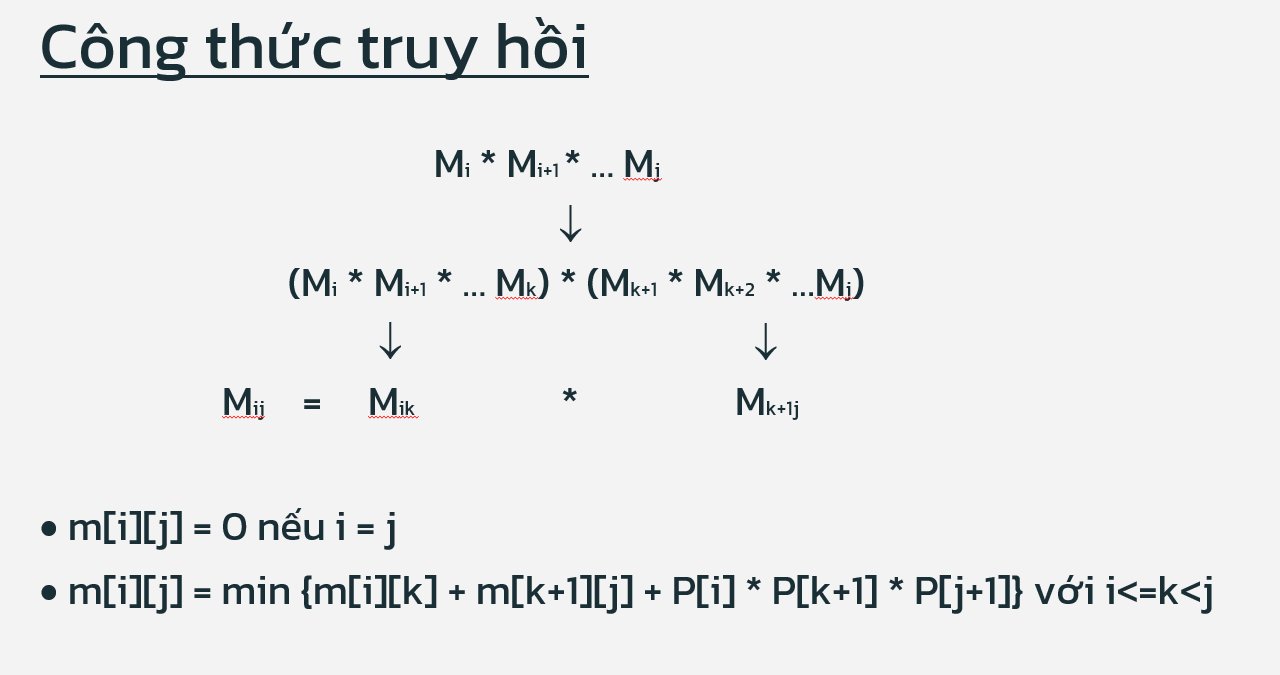 Công thức truy hồi
Mi * Mi+1 * ... Mj
↓
(Mi * Mi+1 * ... Mk) * (Mk+1 * Mk+2 * ...Mj)
↓ ↓
Mij = Mik * Mk+1j
● m[i][j] = 0 nếu i = j
● m[i][j] = min {m[i][k] + m[k+1][j] + P[i] * P[k+1] * P[j+1]} với i<=k<j